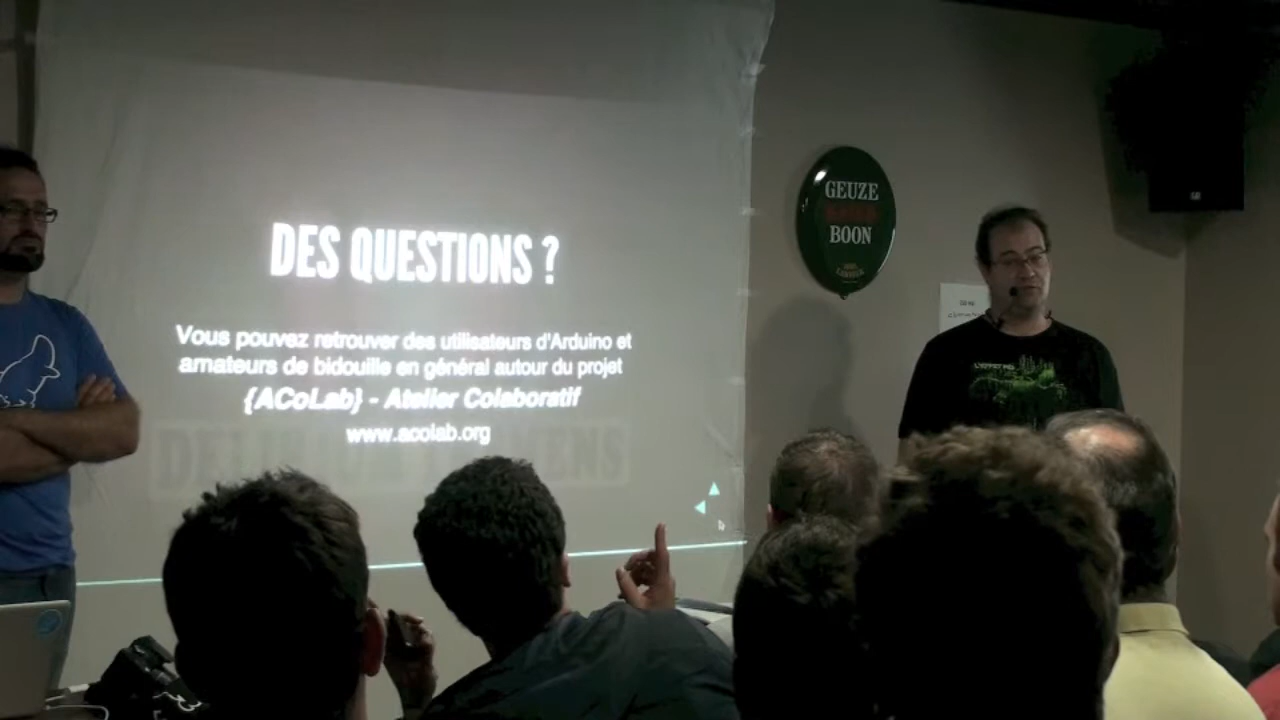 DES QUESTIONS ?
Vous pouvez retrouver des utilisateurs d'Arduino et
amateurs de bidouille en général autour du projet
{ACoLab} - Atelier Colaboratif
www.acolab.org
GEUZE
BOON